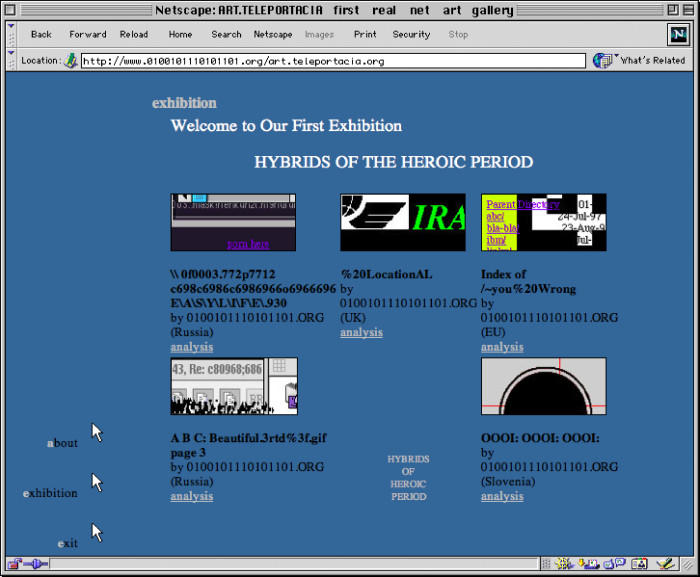 Netscape: ART.TELEPORTACIA first real net art gallery
Back Forward Reload Home Search Netscape Images Print Security Stop
N
Location: http://www.0100101110101101.org/art.teleportacia.org What's Related
exhibition
Welcome to Our First Exhibition
HYBRIDS OF THE HEROIC PERIOD
porn here
IRA
Parent Directory 01-
abc/ 24-Jul-97
bla-bla/ 23-Aug-9
ibm/ Jul-
\\ 0f0003.772p7712
c698c6986c6986966o6966696
E\A\S\Y\L\I\F\E\.930
by 0100101110101101.ORG
(Russia)
analysis
%20LocationAL
by
0100101110101101.ORG
(UK)
analysis
Index of
/~you%20Wrong
by
0100101110101101.ORG
(EU)
analysis
43, Re: c80968;686
A B C: Beautiful.3rtd%3f.gif
page 3
by 0100101110101101.ORG
(Russia)
analysis
HYBRIDS
OF
HEROIC
PERIOD
OOOI: OOOI: OOOI:
by
0100101110101101.ORG
(Slovenia)
analysis
about
exhibition
exit